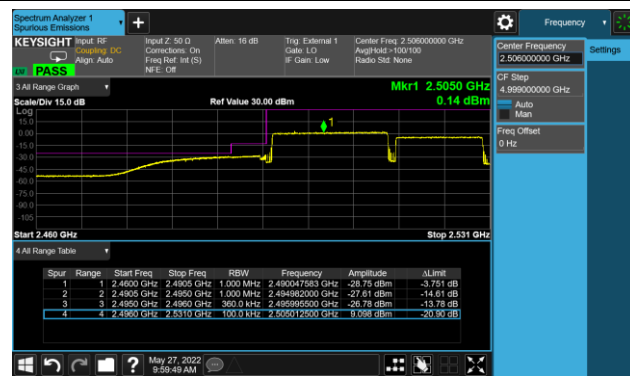 Spectrum Analyzer 1
Spurious Emissions
Frequency
KEYSIGHT
Input: RF
Coupling: DC
Align: Auto
Input Z: 50 Ω
Corrections: On
Freq Ref: Int (S)
NFE: Off
Atten: 16 dB
Trig: External 1
Gate: LO
IF Gain: Low
Center Freq: 2.506000000 GHz
Avg|Hold:>100/100
Radio Std: None
PASS
Center Frequency
2.506000000 GHz
Settings
CF Step
4.999000000 GHz
Auto
Man
Freq Offset
0 Hz
3 All Range Graph
Mkr1 2.5050 GHz
Scale/Div 15.0 dB
Ref Value 30.00 dBm
0.14 dBm
Log
15.0
0.00
-15.0
-30.0
-45.0
-60.0
-75.0
-90.0
-105
1
Start 2.460 GHz
Stop 2.531 GHz
4 All Range Table
Spur Range Start Freq Stop Freq RBW Frequency Amplitude ΔLimit
1 1 2.4600 GHz 2.4905 GHz 1.000 MHz 2.490047583 GHz -28.75 dBm -3.751 dB
2 2 2.4905 GHz 2.4950 GHz 1.000 MHz 2.494982000 GHz -27.61 dBm -14.61 dB
3 3 2.4950 GHz 2.4960 GHz 360.0 kHz 2.495995500 GHz -26.78 dBm -13.78 dB
4 4 2.4960 GHz 2.5310 GHz 100.0 kHz 2.505012500 GHz 9.098 dBm -20.90 dB
May 27, 2022
9:59:49 AM